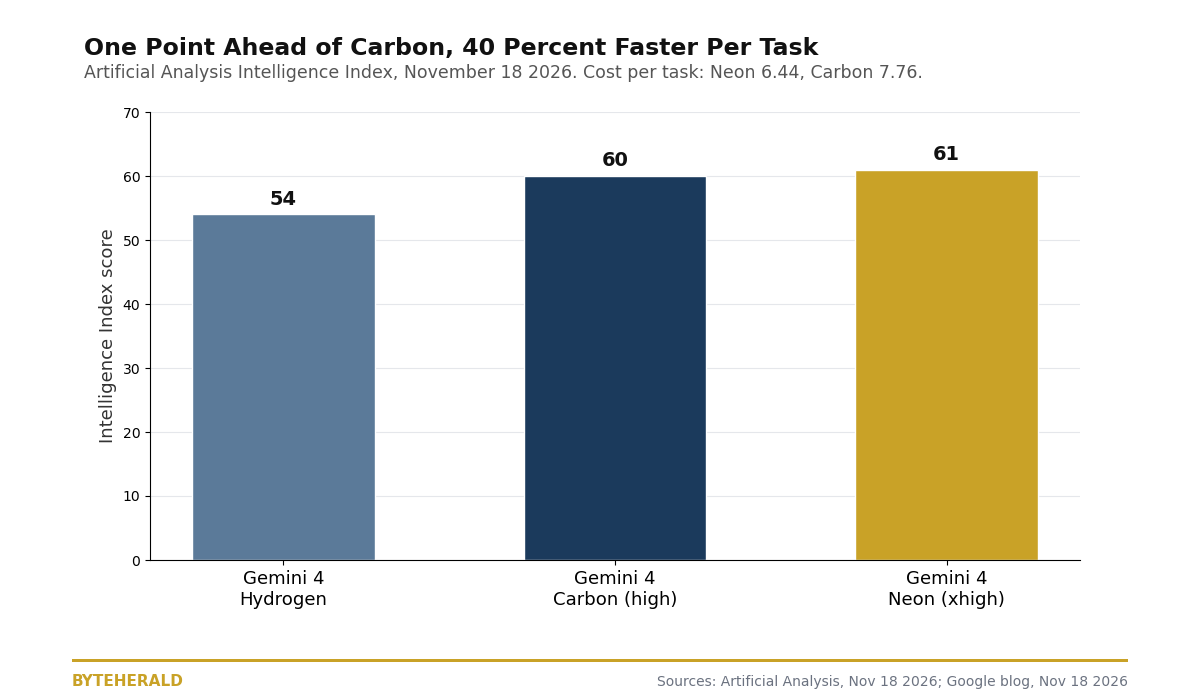 One Point Ahead of Carbon, 40 Percent Faster Per Task
Artificial Analysis Intelligence Index, November 18 2026. Cost per task: Neon 6.44, Carbon 7.76.
Intelligence Index score
70
60
50
40
30
20
10
0
54
60
61
Gemini 4
Hydrogen
Gemini 4
Carbon (high)
Gemini 4
Neon (xhigh)
BYTEHERALD
Sources: Artificial Analysis, Nov 18 2026; Google blog, Nov 18 2026